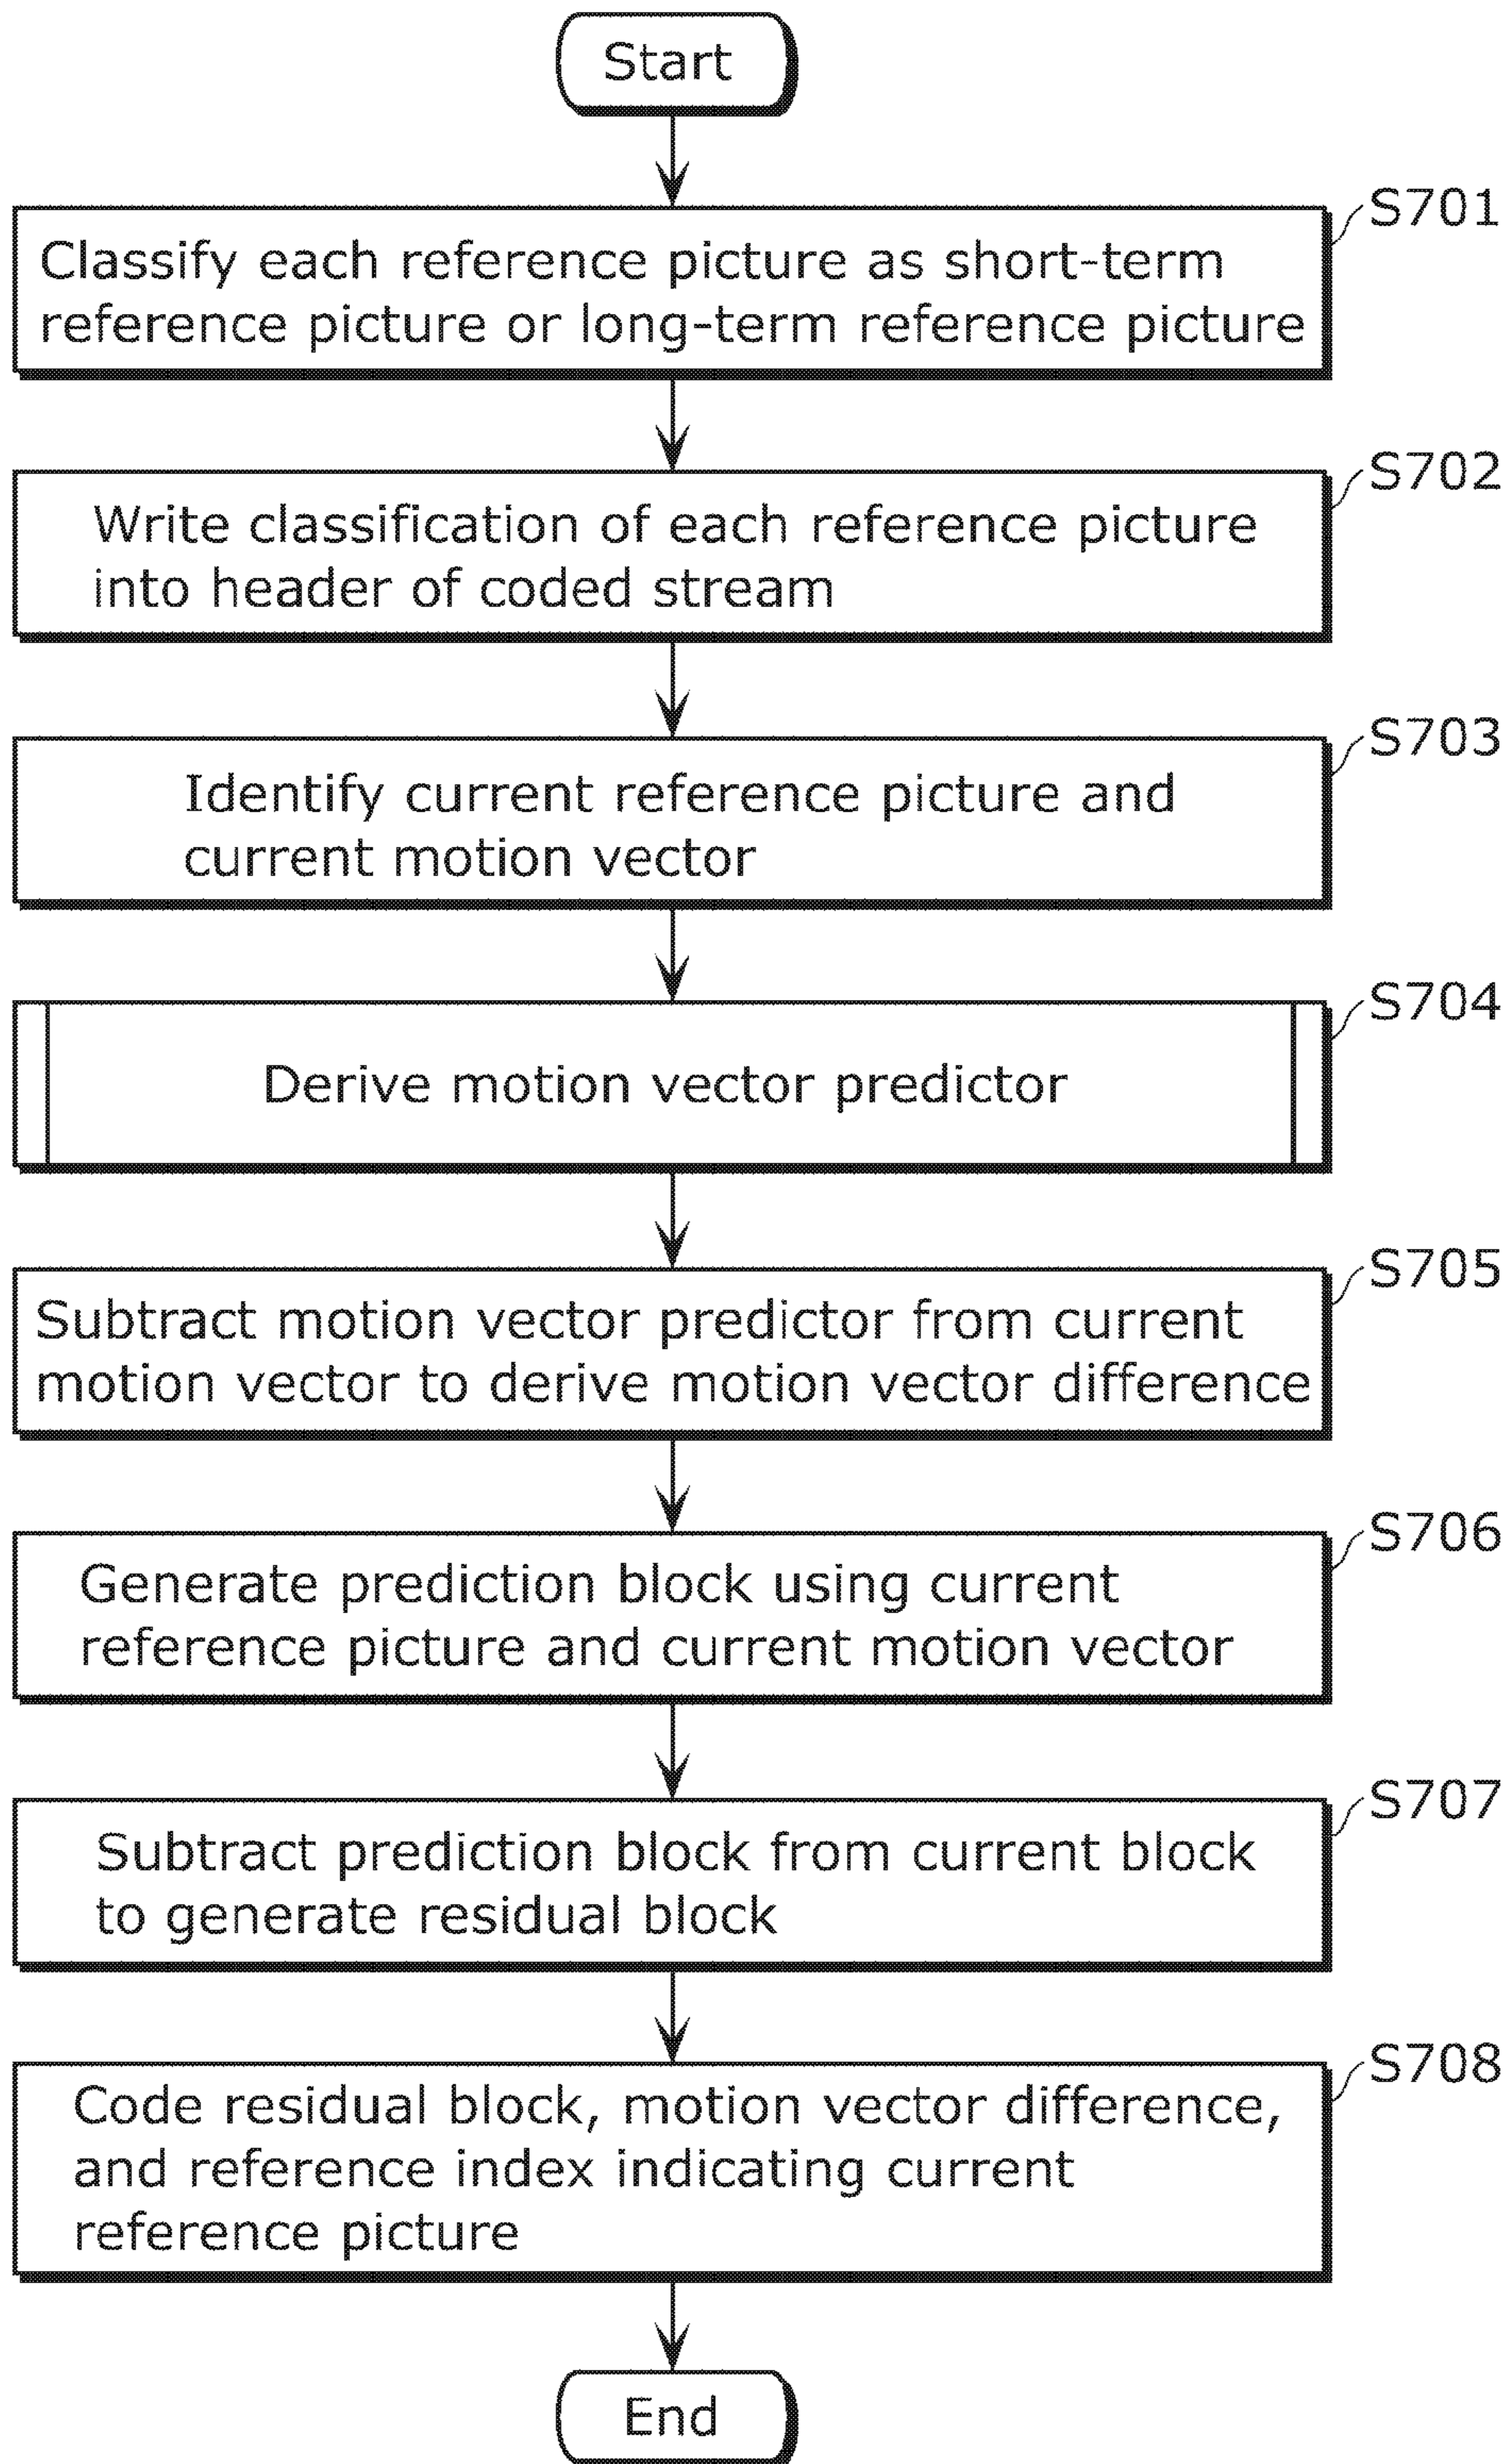 Start
S701
Classify each reference picture as short-term
reference picture or long-term reference picture
S702
Write classification of each reference picture
into header of coded stream
S703
Identify current reference picture and
current motion vector
S704
Derive motion vector predictor
S705
Subtract motion vector predictor from current
motion vector to derive motion vector difference
S706
Generate prediction block using current
reference picture and current motion vector
S707
Subtract prediction block from current block
to generate residual block
S708
Code residual block, motion vector difference,
and reference index indicating current
reference picture
End